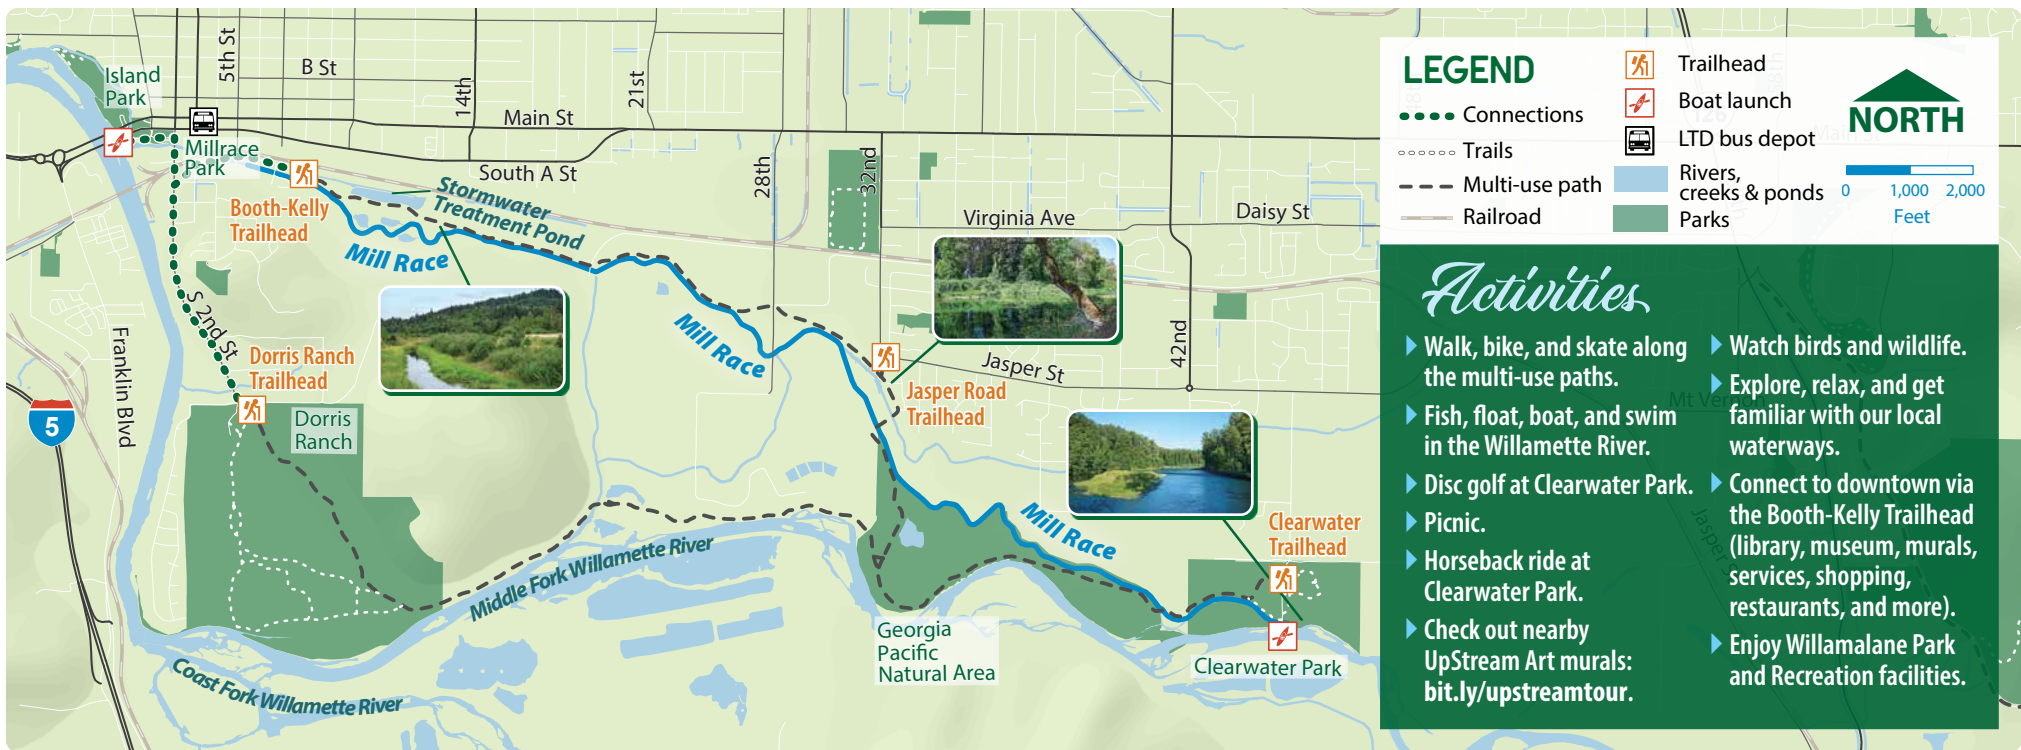 Island
Park
5th St
B St
14th
21st
Main St
Millrace
Park
South A St
28th
32nd
Booth-Kelly
Trailhead
Stormwater
Treatment Pond
Mill Race
Virginia Ave
Daisy St
S 2nd St
Franklin Blvd
Dorris Ranch
Trailhead
Mill Race
Jasper St
42nd
Jasper Road
Trailhead
5
Dorris
Ranch
Mill Race
Clearwater
Trailhead
Middle Fork Willamette River
Georgia
Pacific
Natural Area
Clearwater Park
Coast Fork Willamette River
LEGEND
Connections
Trails
Multi-use path
Railroad
Trailhead
Boat launch
LTD bus depot
Rivers,
creeks & ponds
Parks
NORTH
0 1,000 2,000
Feet
Activities
Walk, bike, and skate along
the multi-use paths.
Fish, float, boat, and swim
in the Willamette River.
Disc golf at Clearwater Park.
Picnic.
Horseback ride at
Clearwater Park.
Check out nearby
UpStream Art murals:
bit.ly/upstreamtour.
Watch birds and wildlife.
Explore, relax, and get
familiar with our local
waterways.
Connect to downtown via
the Booth-Kelly Trailhead
(library, museum, murals,
services, shopping,
restaurants, and more).
Enjoy Willamalane Park
and Recreation facilities.
Mt Vernon